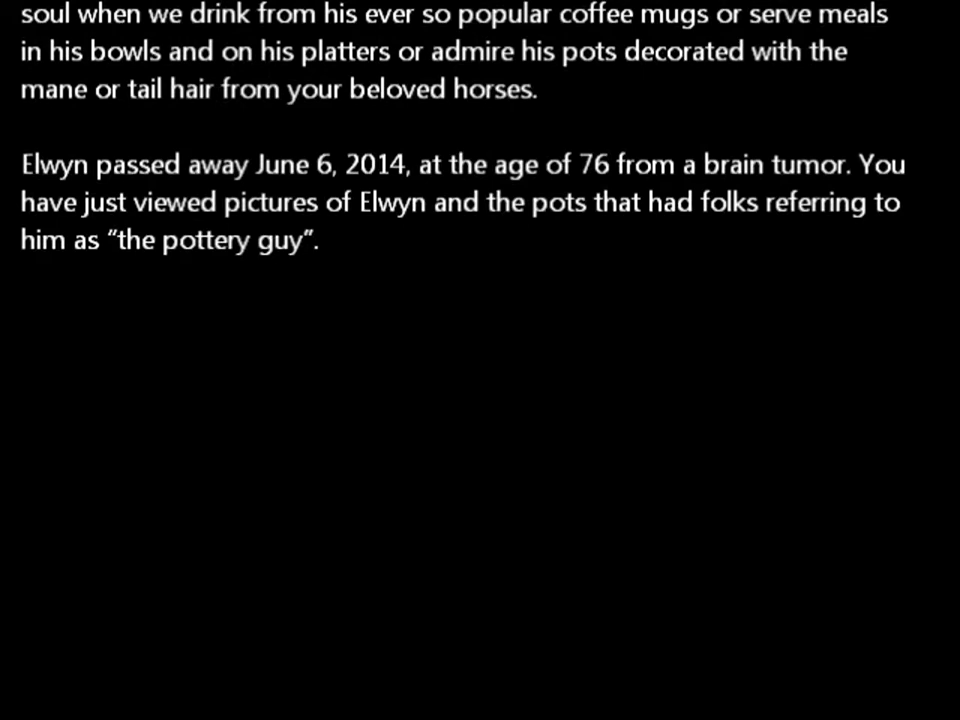 soul when we drink from his ever so popular coffee mugs or serve meals
in his bowls and on his platters or admire his pots decorated with the
mane or tail hair from your beloved horses.
Elwyn passed away June 6, 2014, at the age of 76 from a brain tumor. You
have just viewed pictures of Elwyn and the pots that had folks referring to
him as “the pottery guy”.